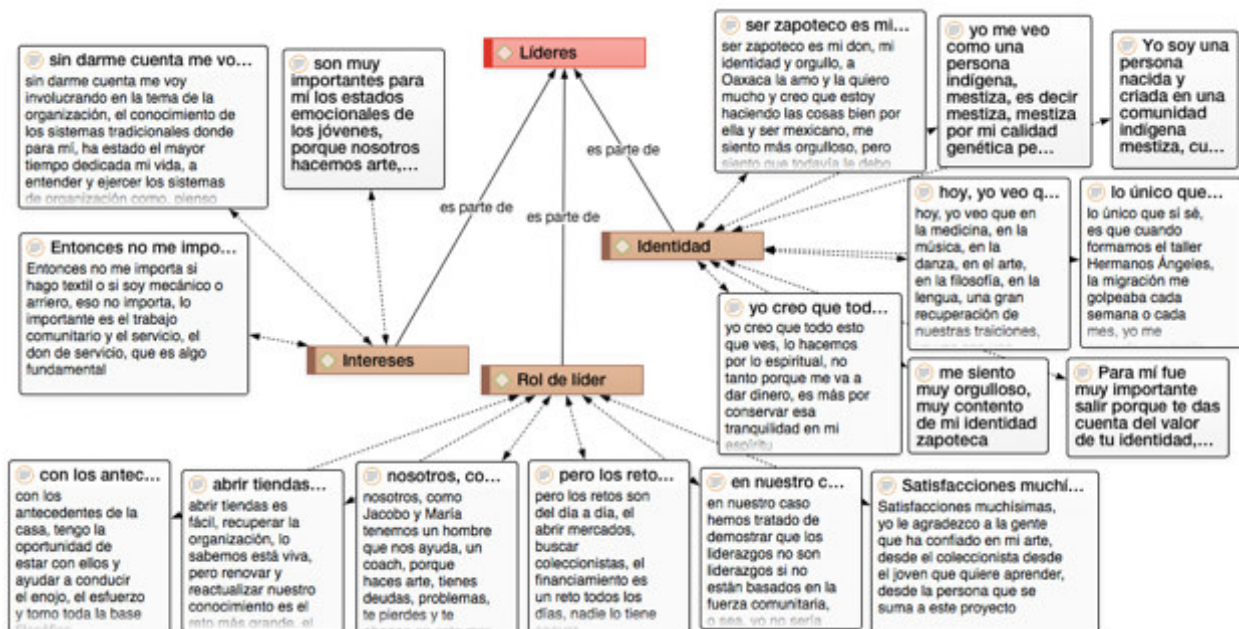 sin darme cuenta me vo…
sin darme cuenta me voy
involucrando en la tema de la
organización, el conocimiento de
los sistemas tradicionales donde
para mí, ha estado el mayor
tiempo dedicada mi vida, a
entender y ejercer los sistemas
de organización como, pienso
son muy
importantes para
mí los estados
emocionales de
los jóvenes,
porque nosotros
hacemos arte,…
Líderes
ser zapoteco es mi…
ser zapoteco es mi don, mi
identidad y orgullo, a
Oaxaca la amo y la quiero
mucho y creo que estoy
haciendo las cosas bien por
ella y ser mexicano, me
siento más orgulloso, pero
siento que todavía le debo
yo me veo
como una
persona
indígena,
mestiza, es decir
mestiza, mestiza
por mi calidad
genética pe…
Yo soy una
persona
nacida y
criada en una
comunidad
indígena
mestiza, cu…
es parte de
es parte de
es parte de
Entonces no me impo…
Entonces no me importa si
hago textil o si soy mecánico o
arriero, eso no importa, lo
importante es el trabajo
comunitario y el servicio, el
don de servicio, que es algo
fundamental
Identidad
hoy, yo veo q…
hoy, yo veo que en
la medicina, en la
música, en la
danza, en el arte,
en la filosofía, en la
lengua, una gran
recuperación de
nuestras traiciones,
lo único que…
lo único que sí sé,
es que cuando
formamos el taller
Hermanos Ángeles,
la migración me
golpeaba cada
semana o cada
mes, yo me
Intereses
Rol de líder
yo creo que tod…
yo creo que todo esto
que ves, lo hacemos
por lo espiritual, no
tanto porque me va a
dar dinero, es más por
conservar esa
tranquilidad en mi
espíritu
me siento
muy orgulloso,
muy contento
de mi identidad
zapoteca
Para mí fue
muy importante
salir porque te das
cuenta del valor
de tu identidad,…
con los antec…
con los
antecedentes de la
casa, tengo la
oportunidad de
estar con ellos y
ayudar a conducir
el enojo, el esfuerzo
y tomo toda la base
filosófica
abrir tiendas…
abrir tiendas es
fácil, recuperar la
organización, lo
sabemos está viva,
pero renovar y
reactualizar nuestro
conocimiento es el
reto más grande, el
nosotros, co…
nosotros, como
Jacobo y María
tenemos un hombre
que nos ayuda, un
coach, porque
haces arte, tienes
deudas, problemas,
te pierdes y te
pero los reto…
pero los retos son
del día a día, el
abrir mercados,
buscar
coleccionistas, el
financiamiento es
un reto todos los
días, nadie lo tiene
en nuestro c…
en nuestro caso
hemos tratado de
demostrar que los
liderazgos no son
liderazgos si no
están basados en la
fuerza comunitaria,
o sea, yo no sería
Satisfacciones muchí…
Satisfacciones muchísimas,
yo le agradezco a la gente
que ha confiado en mi arte,
desde el coleccionista desde
el joven que quiere aprender,
desde la persona que se
suma a este proyecto